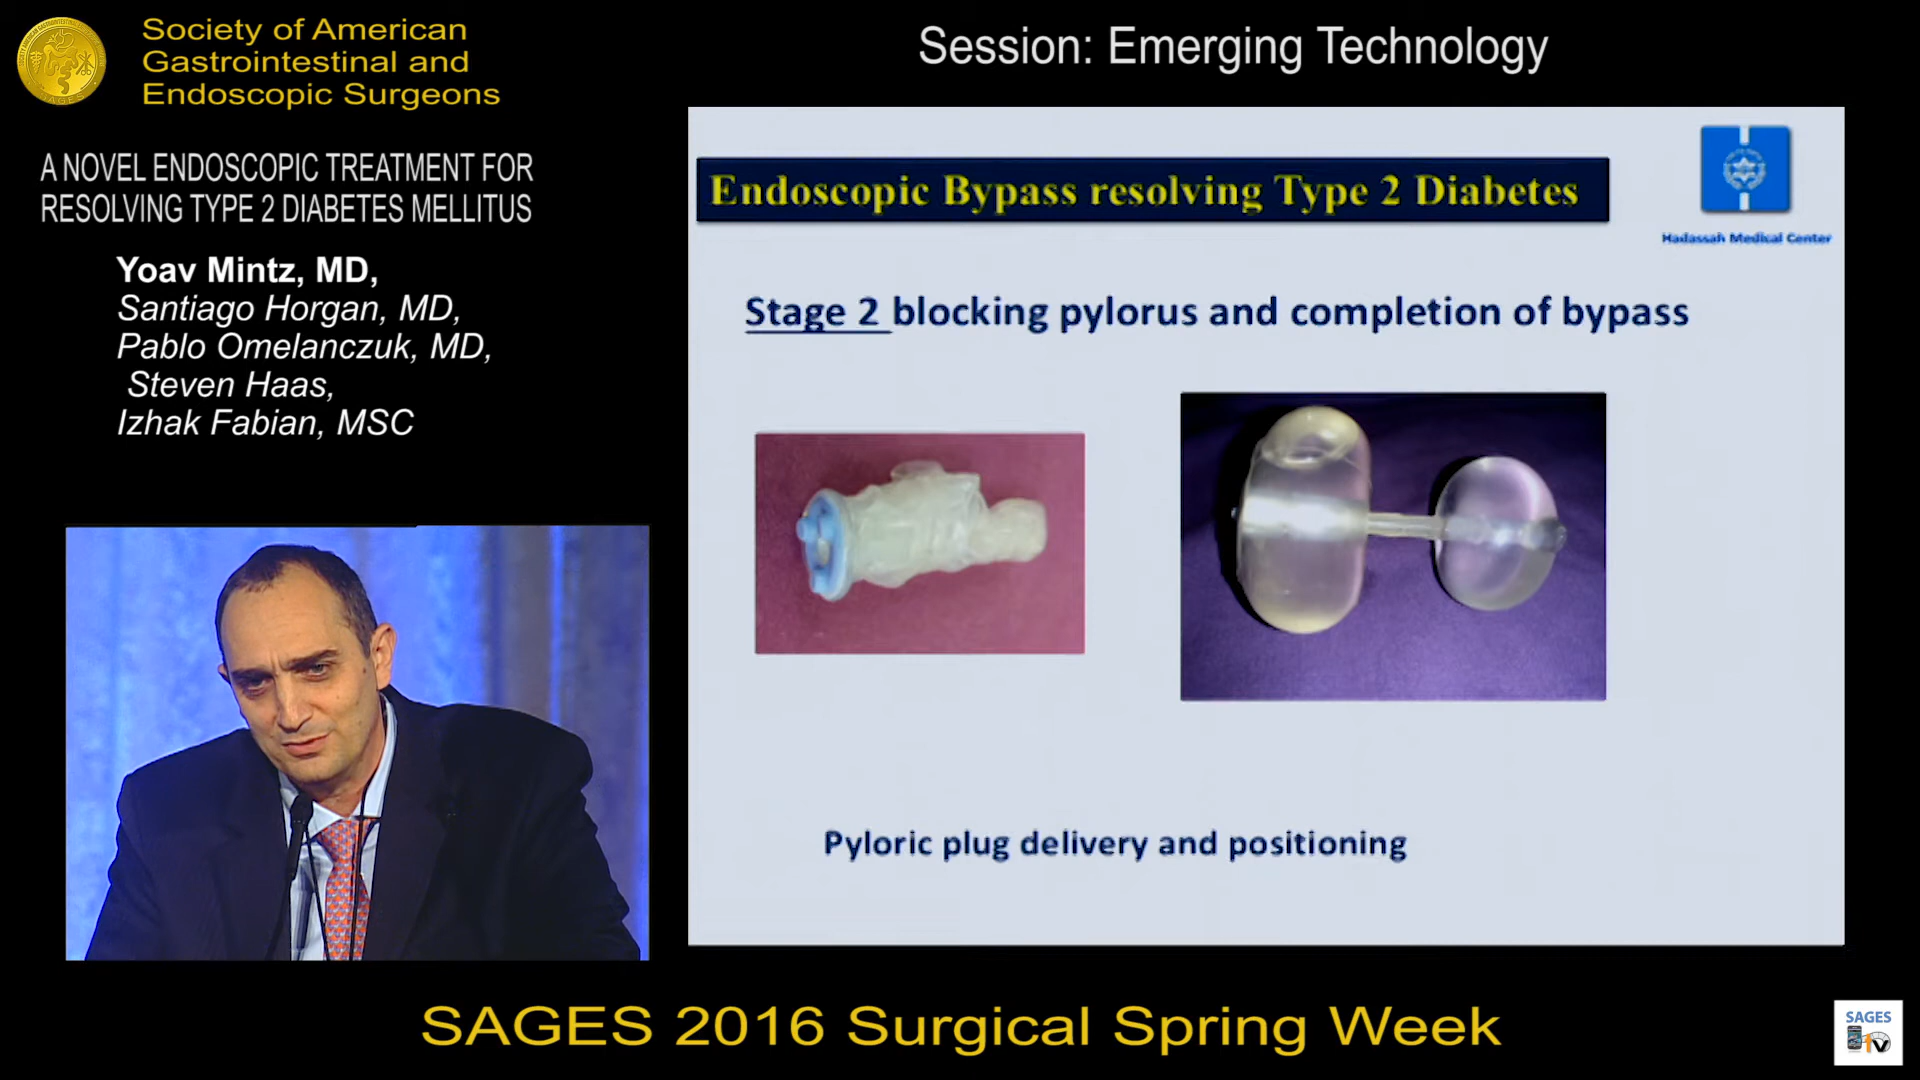 Society of American
Gastrointestinal and
Endoscopic Surgeons
Session: Emerging Technology
A NOVEL ENDOSCOPIC TREATMENT FOR
RESOLVING TYPE 2 DIABETES MELLITUS
Yoav Mintz, MD,
Santiago Horgan, MD,
Pablo Omelanczuk, MD,
Steven Haas,
Izhak Fabian, MSC
Endoscopic Bypass resolving Type 2 Diabetes
Hadassah Medical Center
Stage 2 blocking pylorus and completion of bypass
Pyloric plug delivery and positioning
SAGES 2016 Surgical Spring Week
SAGES
TV